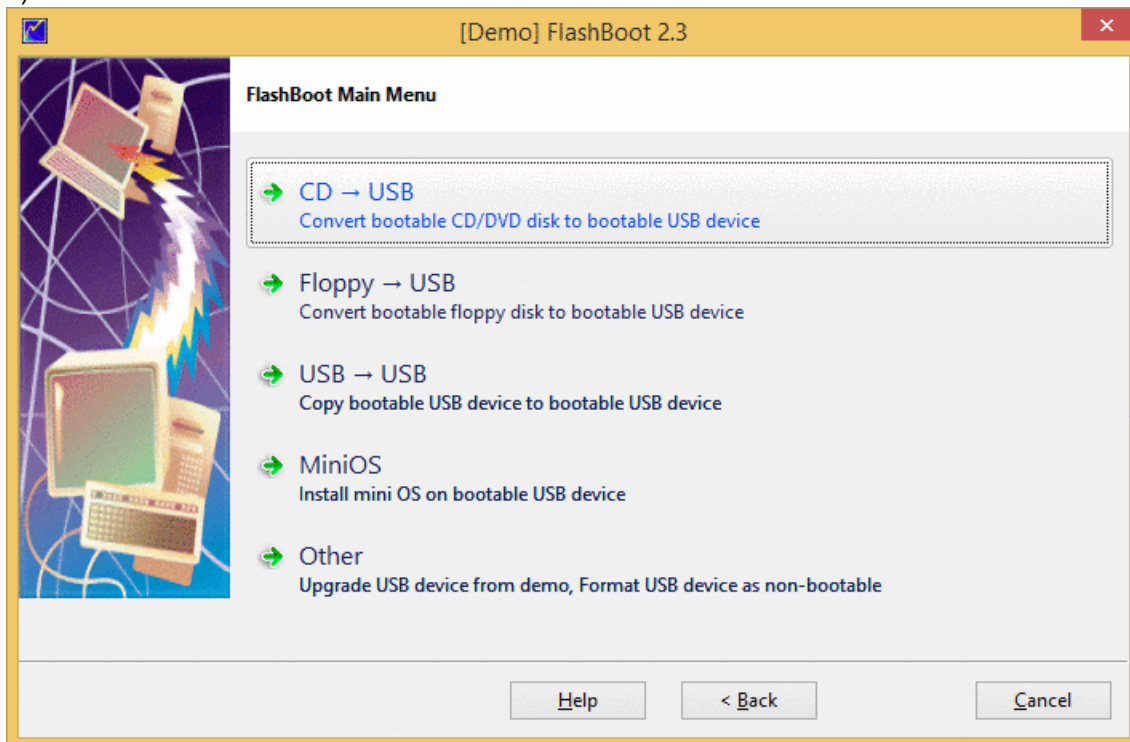 [Demo] FlashBoot 2.3
FlashBoot Main Menu
CD → USB
Convert bootable CD/DVD disk to bootable USB device
Floppy → USB
Convert bootable floppy disk to bootable USB device
USB → USB
Copy bootable USB device to bootable USB device
MiniOS
Install mini OS on bootable USB device
Other
Upgrade USB device from demo, Format USB device as non-bootable
Help
< Back
Cancel